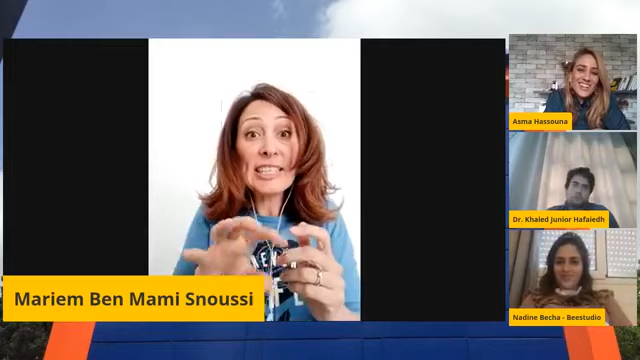 Asma Hassouna
Dr. Khaled Junior Hafaiedh
Mariem Ben Mami Snoussi
Nadine Becha - Beestudio